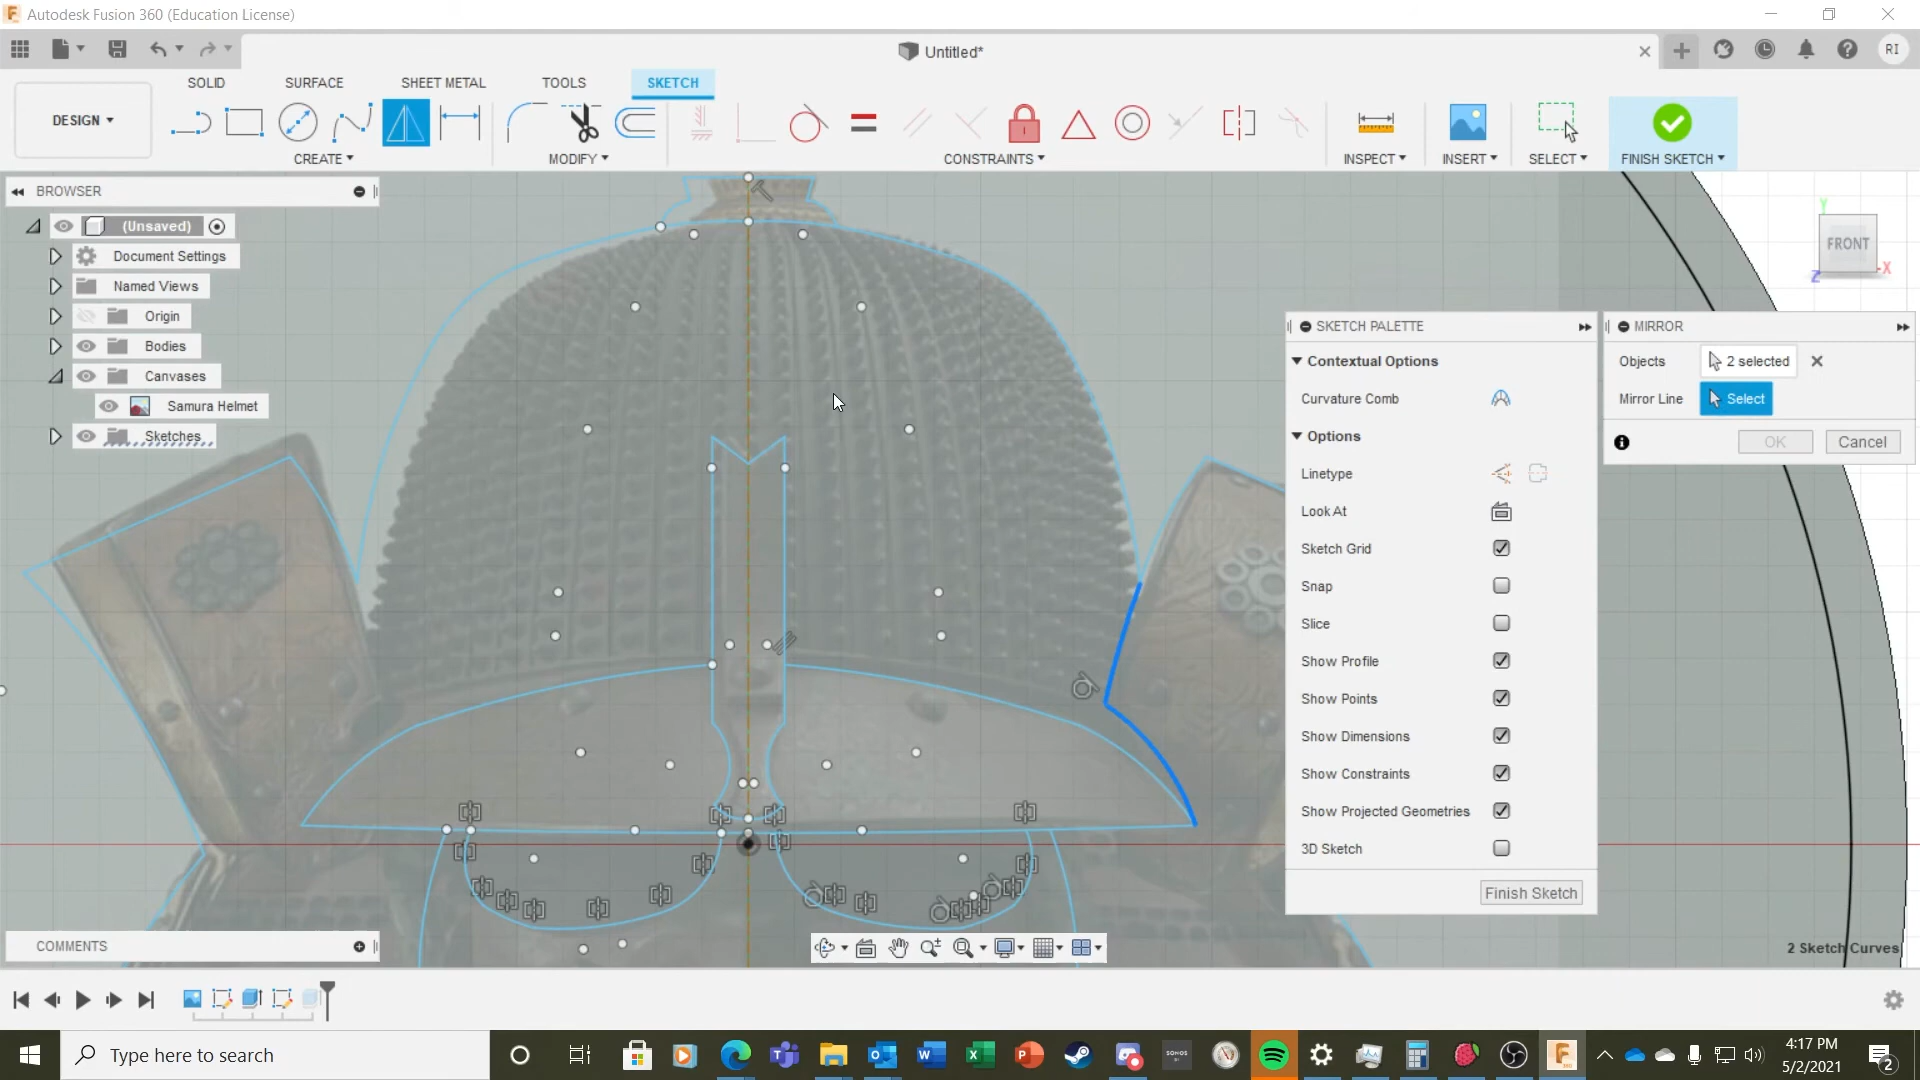 Autodesk Fusion 360 (Education License)
Untitled*
RI
DESIGN
SOLID
SURFACE
SHEET METAL
TOOLS
SKETCH
CREATE
MODIFY
CONSTRAINTS
INSPECT
INSERT
SELECT
FINISH SKETCH
BROWSER
(Unsaved)
Document Settings
Named Views
Origin
Bodies
Canvases
Samura Helmet
Sketches
Y
FRONT
X
Z
SKETCH PALETTE
Contextual Options
Curvature Comb
Options
Linetype
Look At
Sketch Grid
Snap
Slice
Show Profile
Show Points
Show Dimensions
Show Constraints
Show Projected Geometries
3D Sketch
Finish Sketch
MIRROR
Objects 2 selected
Mirror Line Select
OK Cancel
COMMENTS
2 Sketch Curves
Type here to search
SONOS
4:17 PM
5/2/2021
2